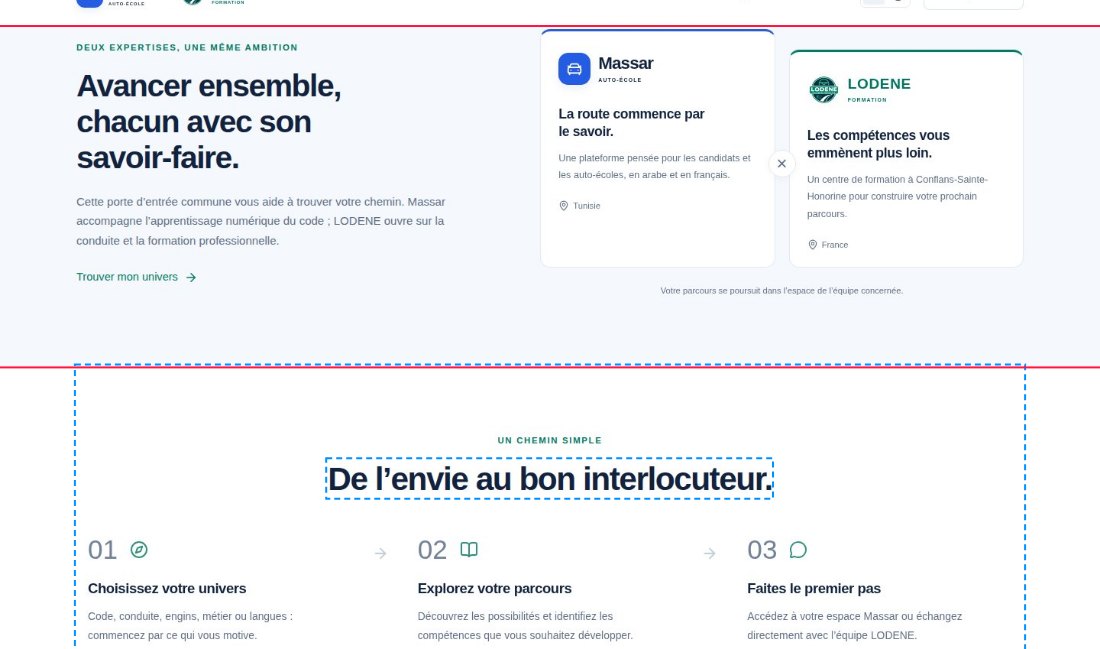 AUTO-ÉCOLE
FORMATION
DEUX EXPERTISES, UNE MÊME AMBITION
Avancer ensemble,
chacun avec son
savoir-faire.
Cette porte d’entrée commune vous aide à trouver votre chemin. Massar
accompagne l’apprentissage numérique du code ; LODENE ouvre sur la
conduite et la formation professionnelle.
Trouver mon univers
Massar
AUTO-ÉCOLE
La route commence par
le savoir.
Une plateforme pensée pour les candidats et
les auto-écoles, en arabe et en français.
Tunisie
LODENE
LODENE
FORMATION
Les compétences vous
emmènent plus loin.
Un centre de formation à Conflans-Sainte-
Honorine pour construire votre prochain
parcours.
France
Votre parcours se poursuit dans l’espace de l’équipe concernée.
UN CHEMIN SIMPLE
De l’envie au bon interlocuteur.
01
Choisissez votre univers
Code, conduite, engins, métier ou langues :
commencez par ce qui vous motive.
02
Explorez votre parcours
Découvrez les possibilités et identifiez les
compétences que vous souhaitez développer.
03
Faites le premier pas
Accédez à votre espace Massar ou échangez
directement avec l’équipe LODENE.